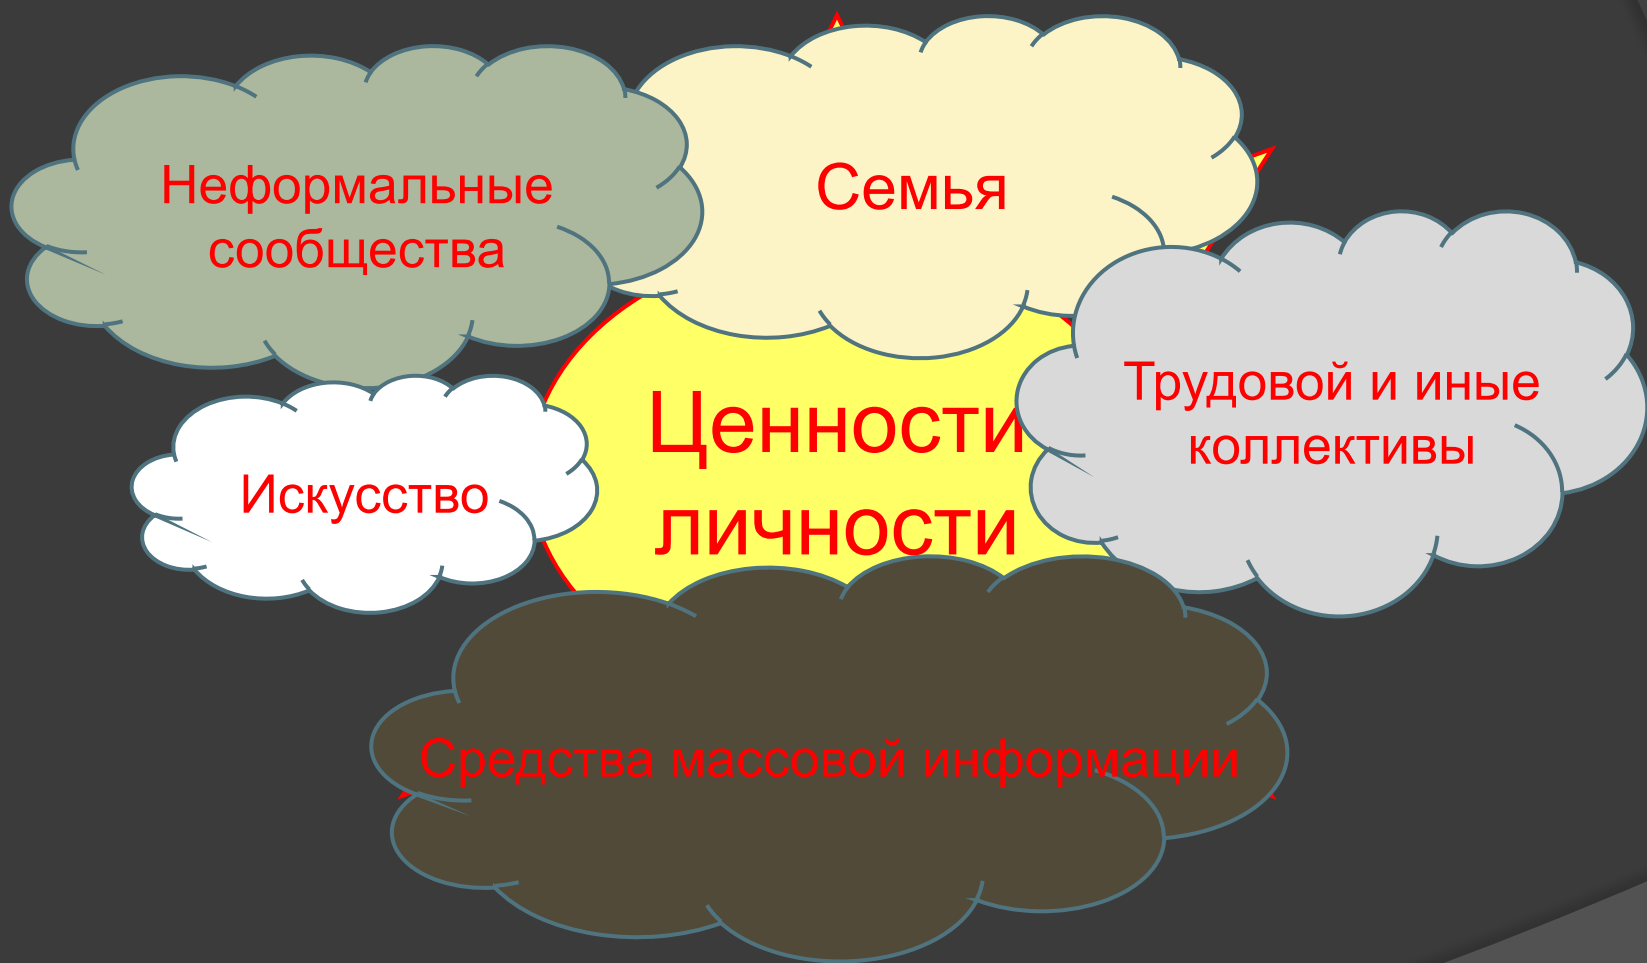 Неформальные
сообщества
Семья
Трудовой и иные
коллективы
Ценности
личности
Искусство
Средства массовой информации